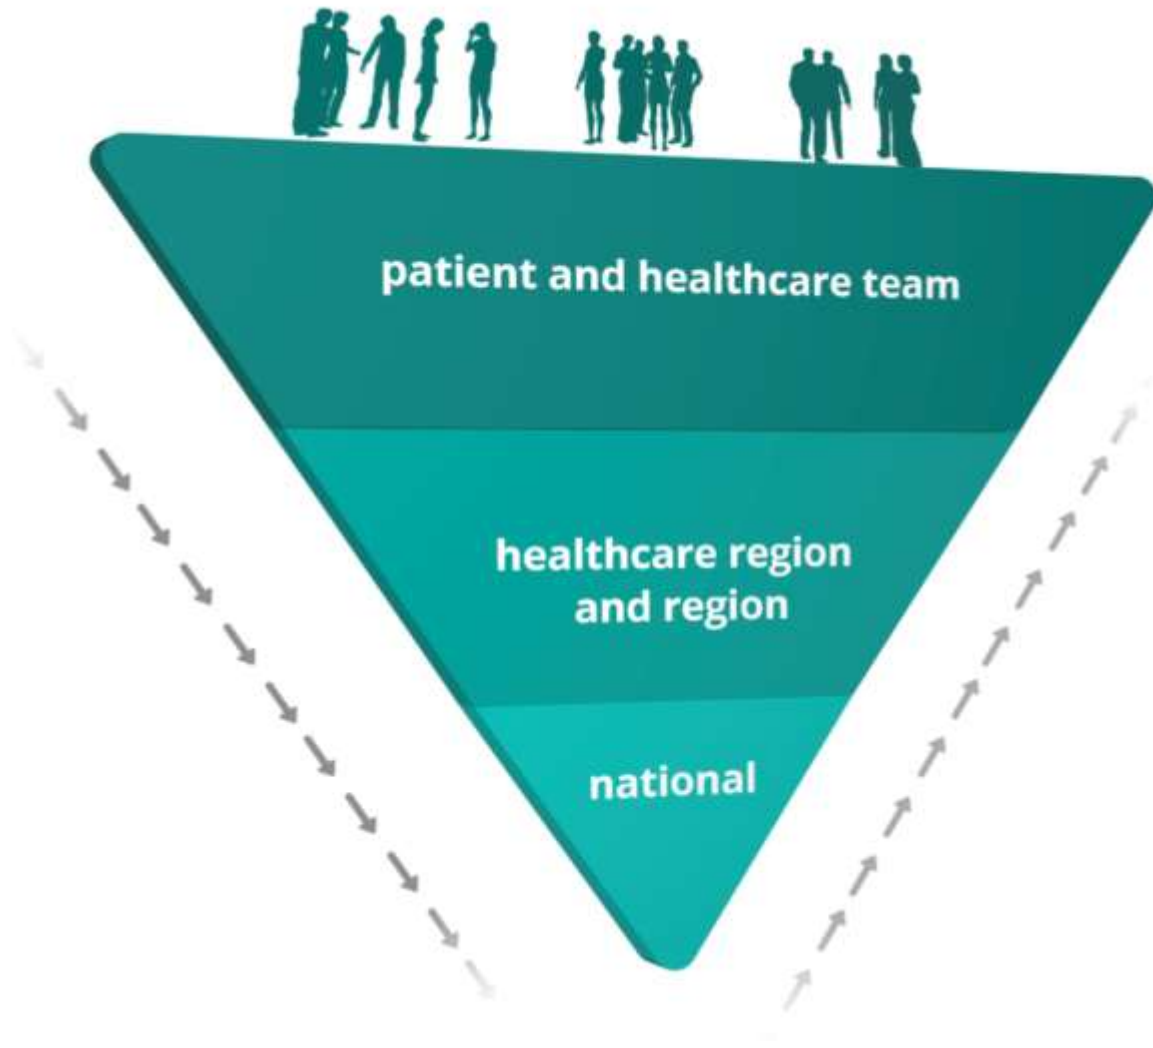 patient and healthcare team
healthcare region
and region
national